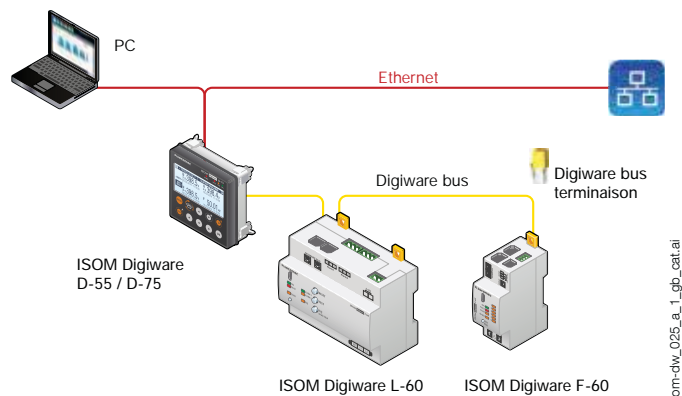 PC
Ethernet
Digiware bus
Digiware bus
terminaison
ISOM Digiware
D-55 / D-75
ISOM Digiware L-60
ISOM Digiware F-60
om-dw_025_a_1_gb_cat.ai